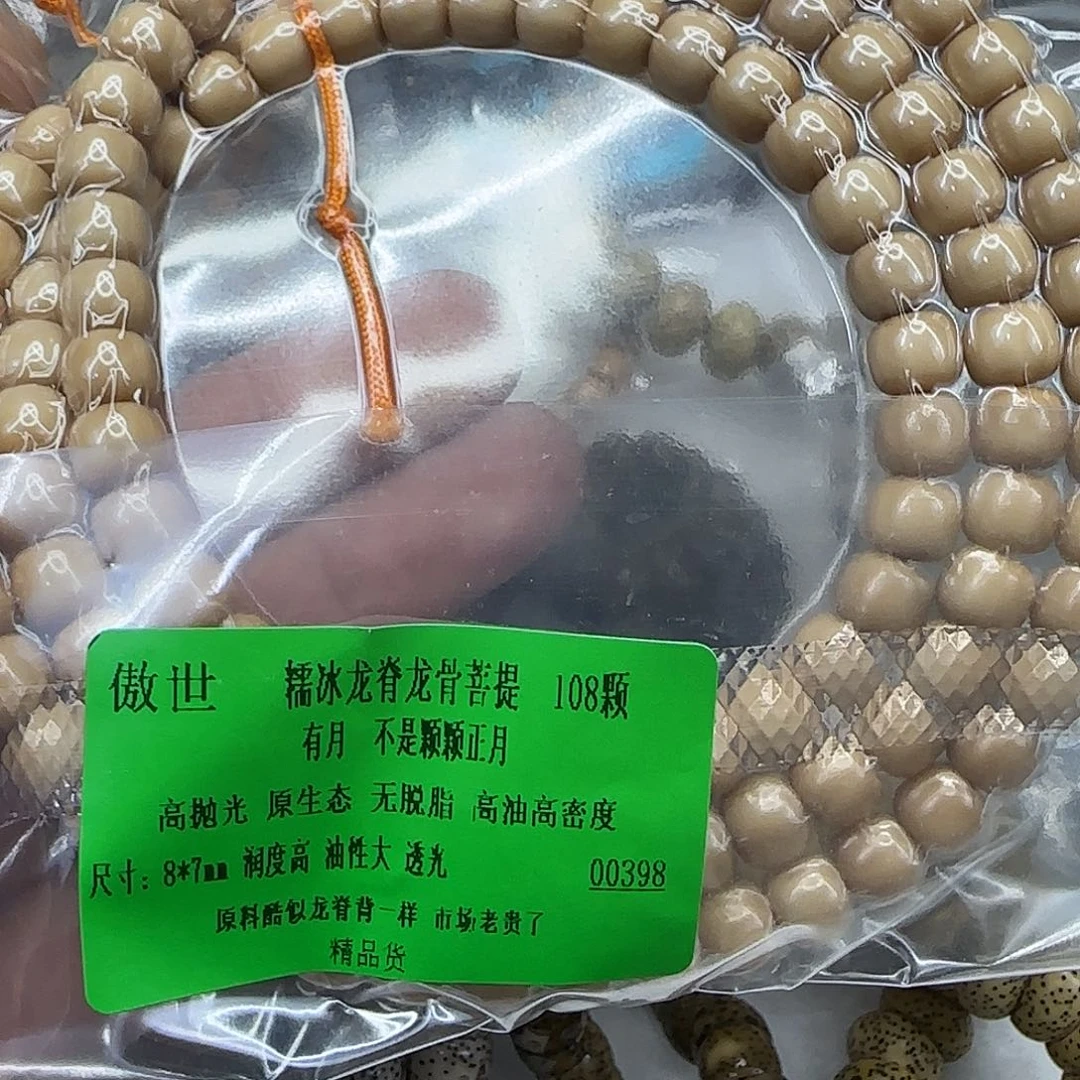 傲世 糯冰龙脊龙骨菩提 108颗
有月 不是颗颗正月
高抛光 原生态 无脱脂 高油高密度
尺寸：8*7mm 润度高 油性大 透光 00398
原料酷似龙脊背一样 市场老贵了
精品货